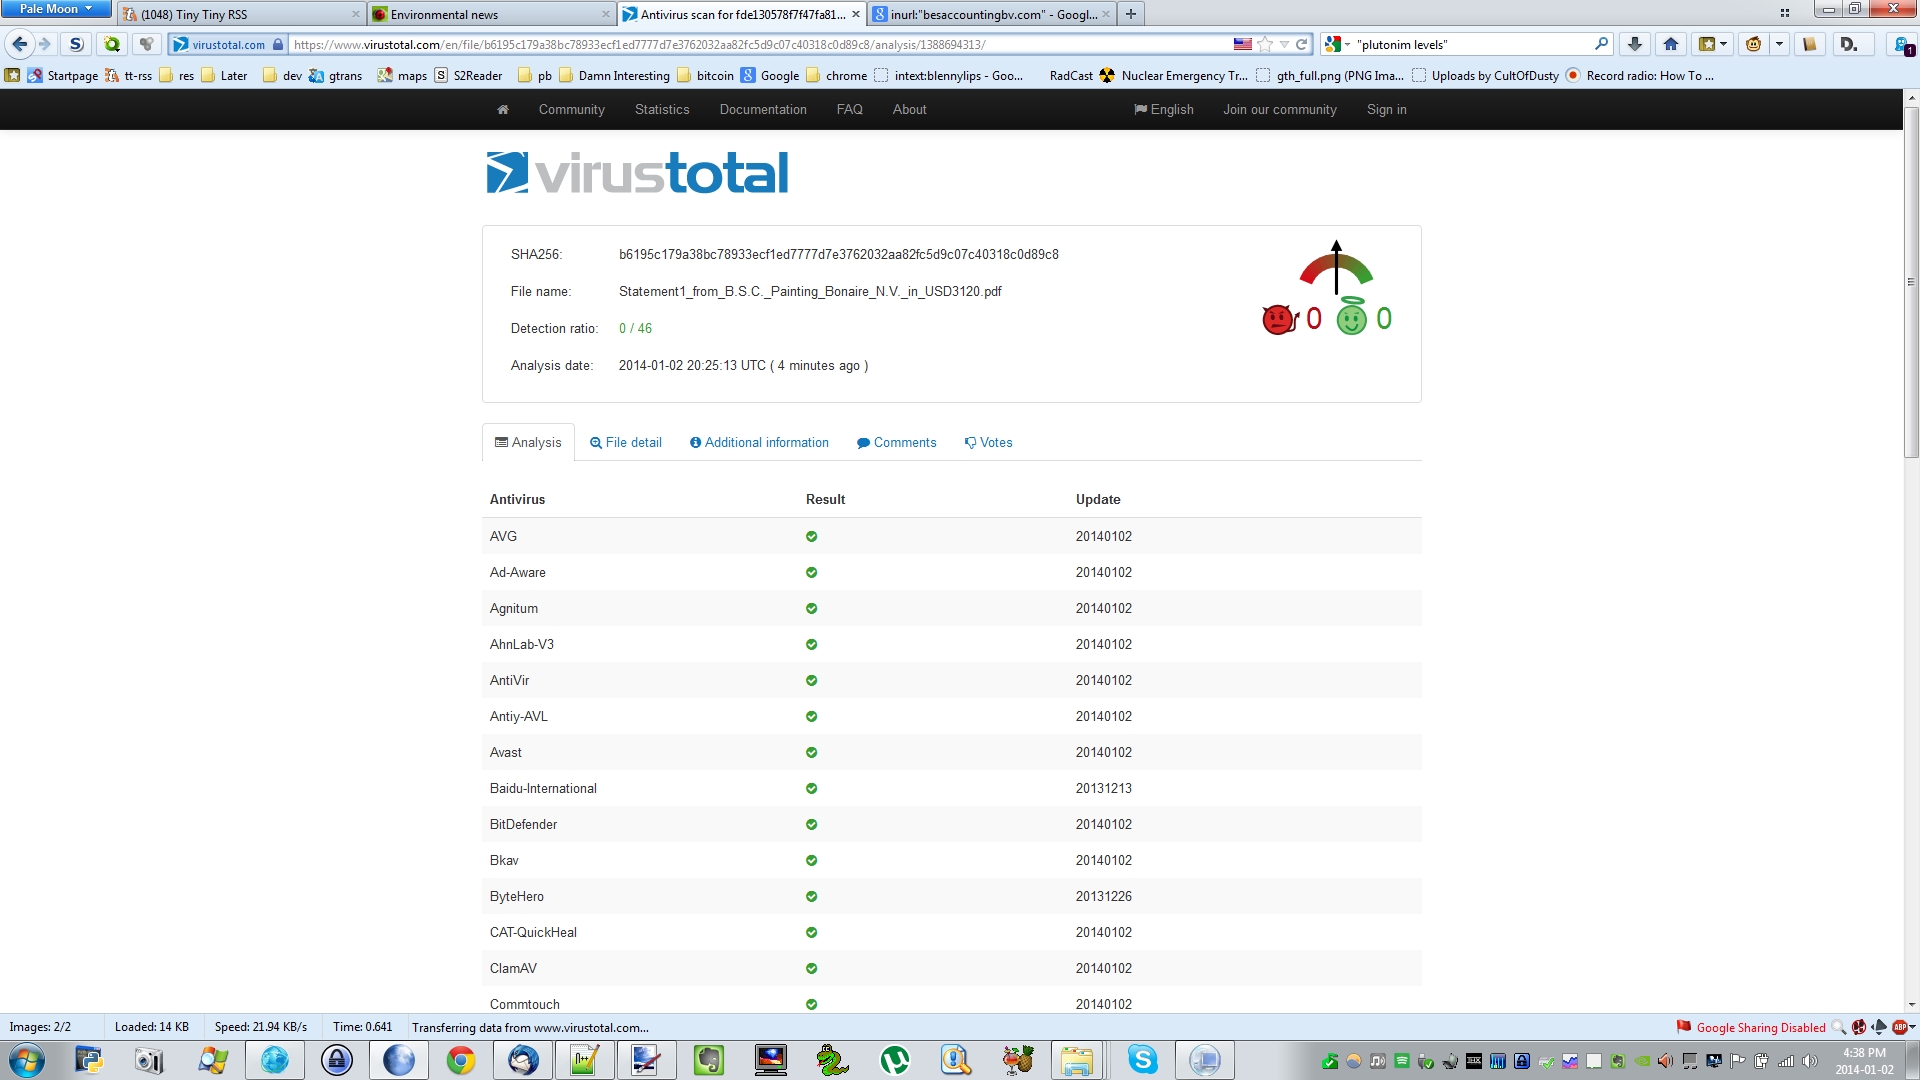 Pale Moon
(1048) Tiny Tiny RSS
Environmental news
Antivirus scan for fde130578f7f47fa81...
inurl:"besaccountingbv.com" - Googl...
virustotal.com
https://www.virustotal.com/en/file/b6195c179a38bc78933ecf1ed7777d7e3762032aa82fc5d9c07c40318c0d89c8/analysis/1388694313/
"plutonim levels"
D.
1
Startpage tt-rss res Later dev gtrans maps S2Reader pb Damn Interesting bitcoin Google chrome intext:blennylips - Goo... RadCast Nuclear Emergency Tr... gth_full.png (PNG Ima... Uploads by CultOfDusty Record radio: How To ...
Community Statistics Documentation FAQ About English Join our community Sign in
virustotal
SHA256: b6195c179a38bc78933ecf1ed7777d7e3762032aa82fc5d9c07c40318c0d89c8
File name: Statement1_from_B.S.C._Painting_Bonaire_N.V._in_USD3120.pdf
Detection ratio: 0 / 46
0 0
Analysis date: 2014-01-02 20:25:13 UTC ( 4 minutes ago )
Analysis File detail Additional information Comments Votes
Antivirus Result Update
AVG 20140102
Ad-Aware 20140102
Agnitum 20140102
AhnLab-V3 20140102
AntiVir 20140102
Antiy-AVL 20140102
Avast 20140102
Baidu-International 20131213
BitDefender 20140102
Bkav 20140102
ByteHero 20131226
CAT-QuickHeal 20140102
ClamAV 20140102
Commtouch 20140102
Images: 2/2 Loaded: 14 KB Speed: 21.94 KB/s Time: 0.641 Transferring data from www.virustotal.com... Google Sharing Disabled ABP
4:38 PM
2014-01-02